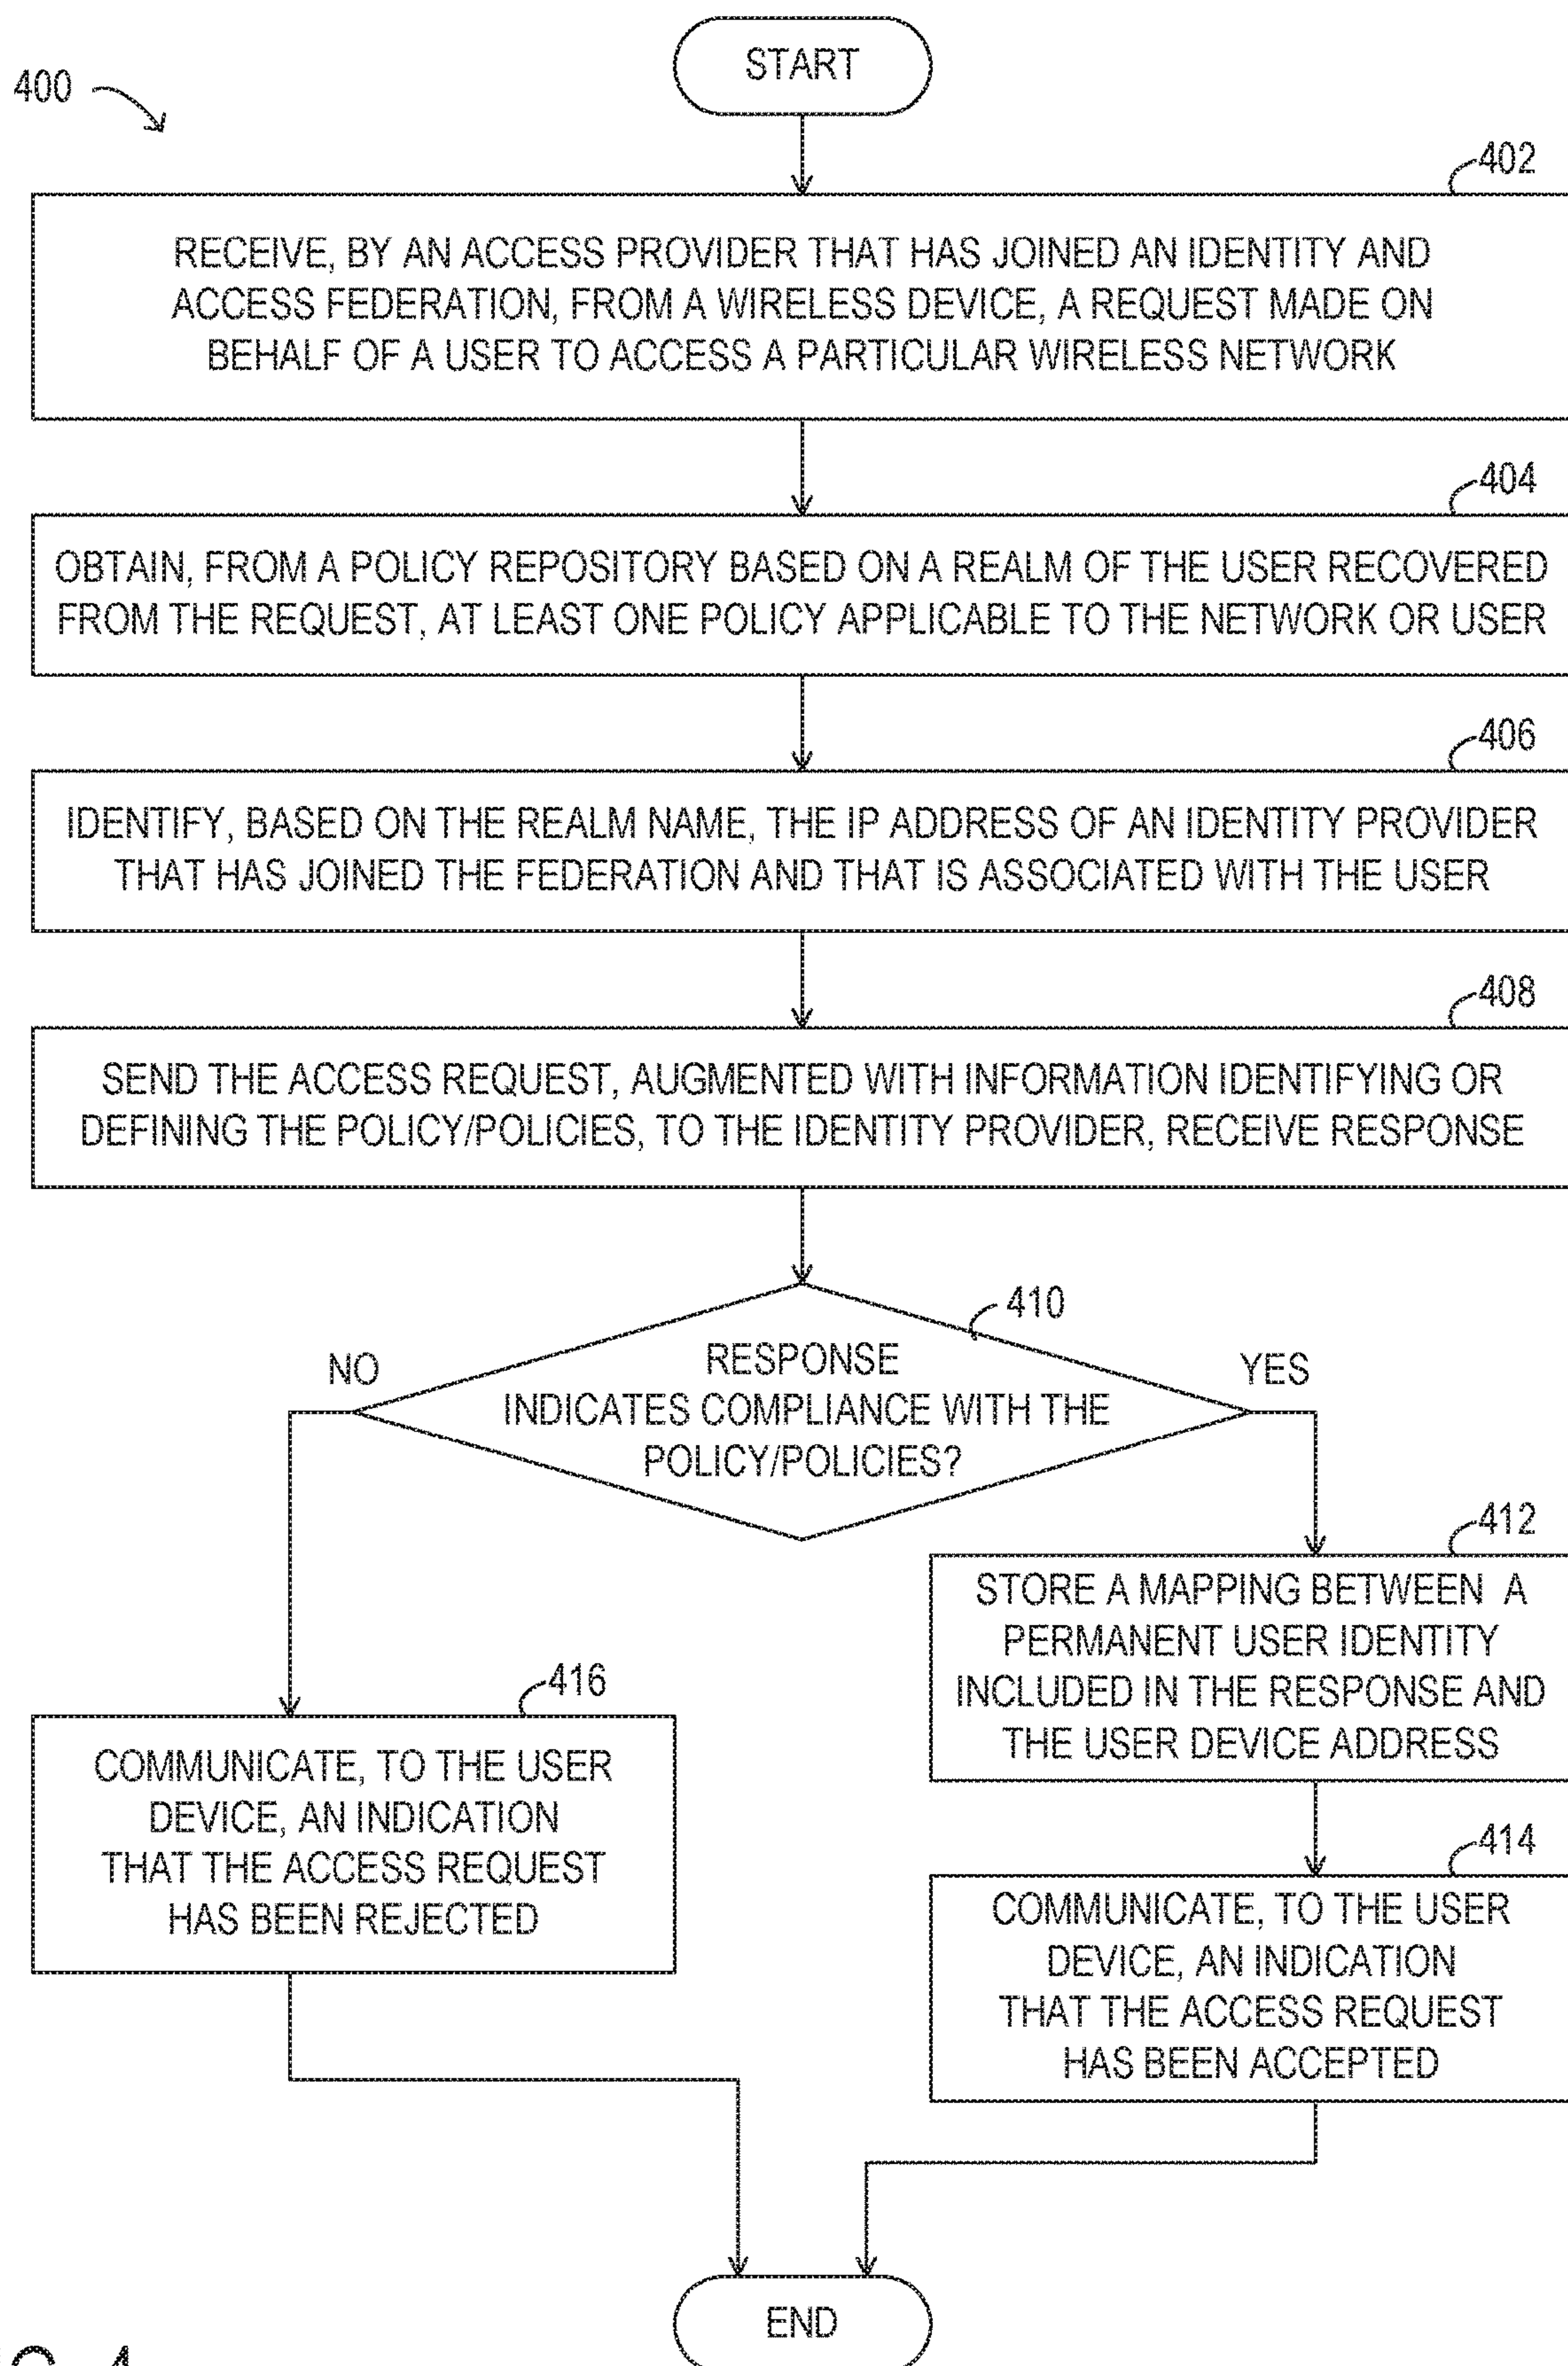 START
400
402
RECEIVE, BY AN ACCESS PROVIDER THAT HAS JOINED AN IDENTITY AND
ACCESS FEDERATION, FROM A WIRELESS DEVICE, A REQUEST MADE ON
BEHALF OF A USER TO ACCESS A PARTICULAR WIRELESS NETWORK
404
OBTAIN, FROM A POLICY REPOSITORY BASED ON A REALM OF THE USER RECOVERED
FROM THE REQUEST, AT LEAST ONE POLICY APPLICABLE TO THE NETWORK OR USER
406
IDENTIFY, BASED ON THE REALM NAME, THE IP ADDRESS OF AN IDENTITY PROVIDER
THAT HAS JOINED THE FEDERATION AND THAT IS ASSOCIATED WITH THE USER
408
SEND THE ACCESS REQUEST, AUGMENTED WITH INFORMATION IDENTIFYING OR
DEFINING THE POLICY/POLICIES, TO THE IDENTITY PROVIDER, RECEIVE RESPONSE
410
NO
YES
RESPONSE
INDICATES COMPLIANCE WITH THE
POLICY/POLICIES?
412
STORE A MAPPING BETWEEN A
PERMANENT USER IDENTITY
INCLUDED IN THE RESPONSE AND
THE USER DEVICE ADDRESS
416
COMMUNICATE, TO THE USER
DEVICE, AN INDICATION
THAT THE ACCESS REQUEST
HAS BEEN REJECTED
414
COMMUNICATE, TO THE USER
DEVICE, AN INDICATION
THAT THE ACCESS REQUEST
HAS BEEN ACCEPTED
END